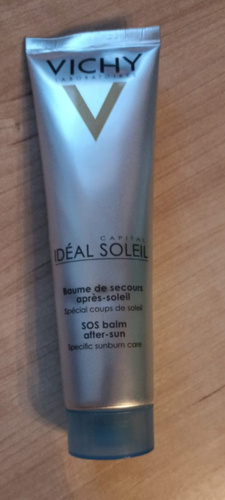 VICHY
LABORATOIRES
V
CAPITAL
IDÉAL SOLEIL
Baume de secours
après-soleil
Spécial coups de soleil
SOS balm
after-sun
Specific sunburn care